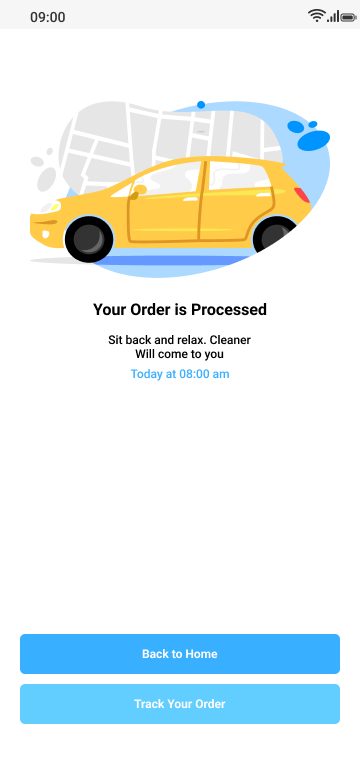 09:00
Your Order is Processed
Sit back and relax. Cleaner
Will come to you
Today at 08:00 am
Back to Home
Track Your Order